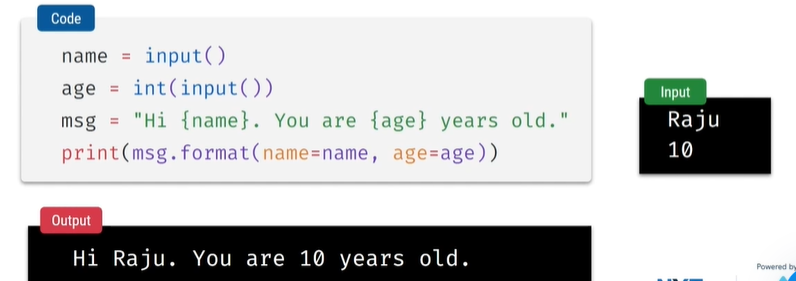 Code
name = input()
age = int(input())
msg = "Hi {name}. You are {age} years old."
print(msg.format(name=name, age=age))
Input
Raju
10
Output
Hi Raju. You are 10 years old.
Powered by